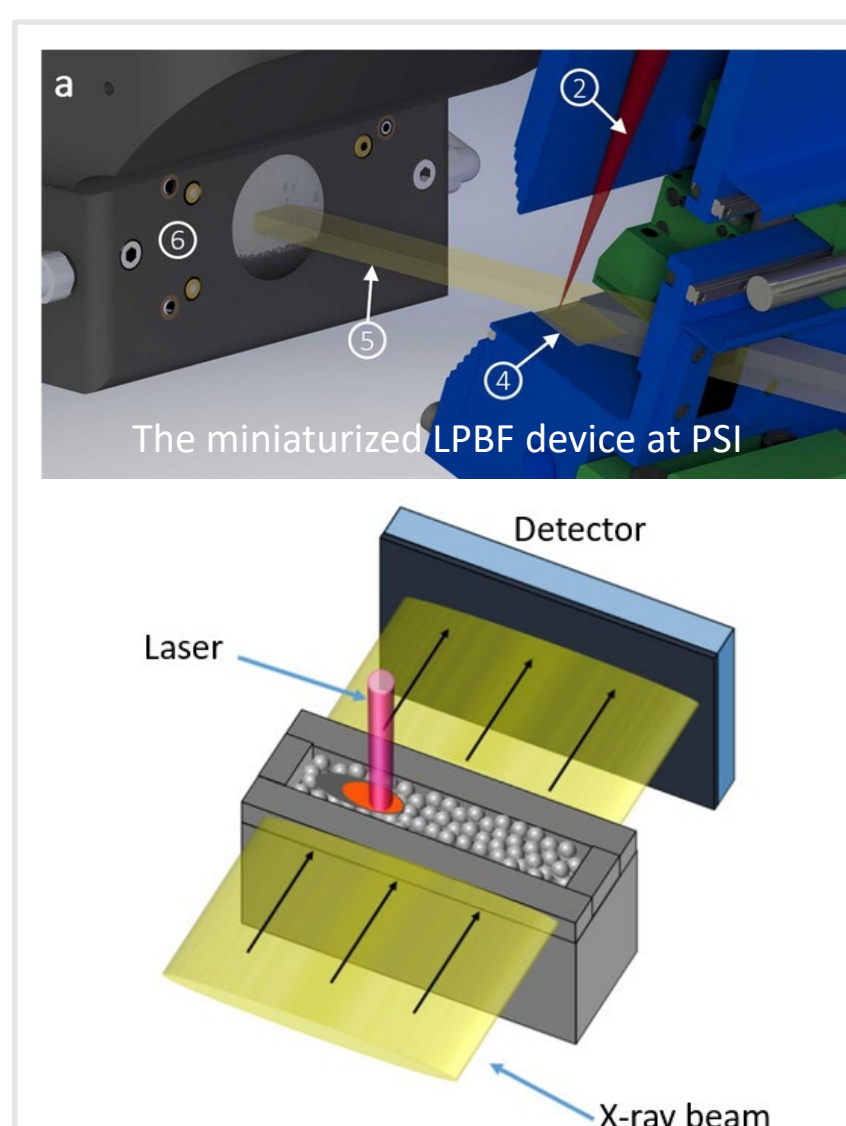 a
2
6
5
4
The miniaturized LPBF device at PSI
Detector
Laser
X-ray beam